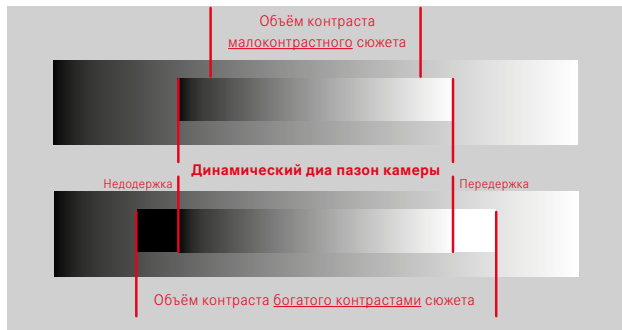 Объём контраста
малоконтрастного сюжета
Динамический диа пазон камеры
Недодержка
Передержка
Объём контраста богатого контрастами сюжета